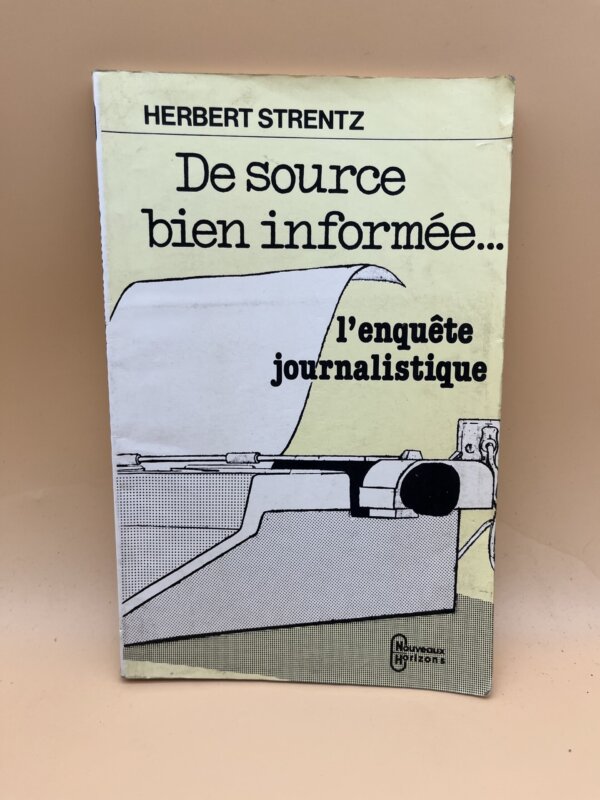 HERBERT STRENTZ
De source
bien informée...
l'enquête
journalistique
Nouveaux
Horizons